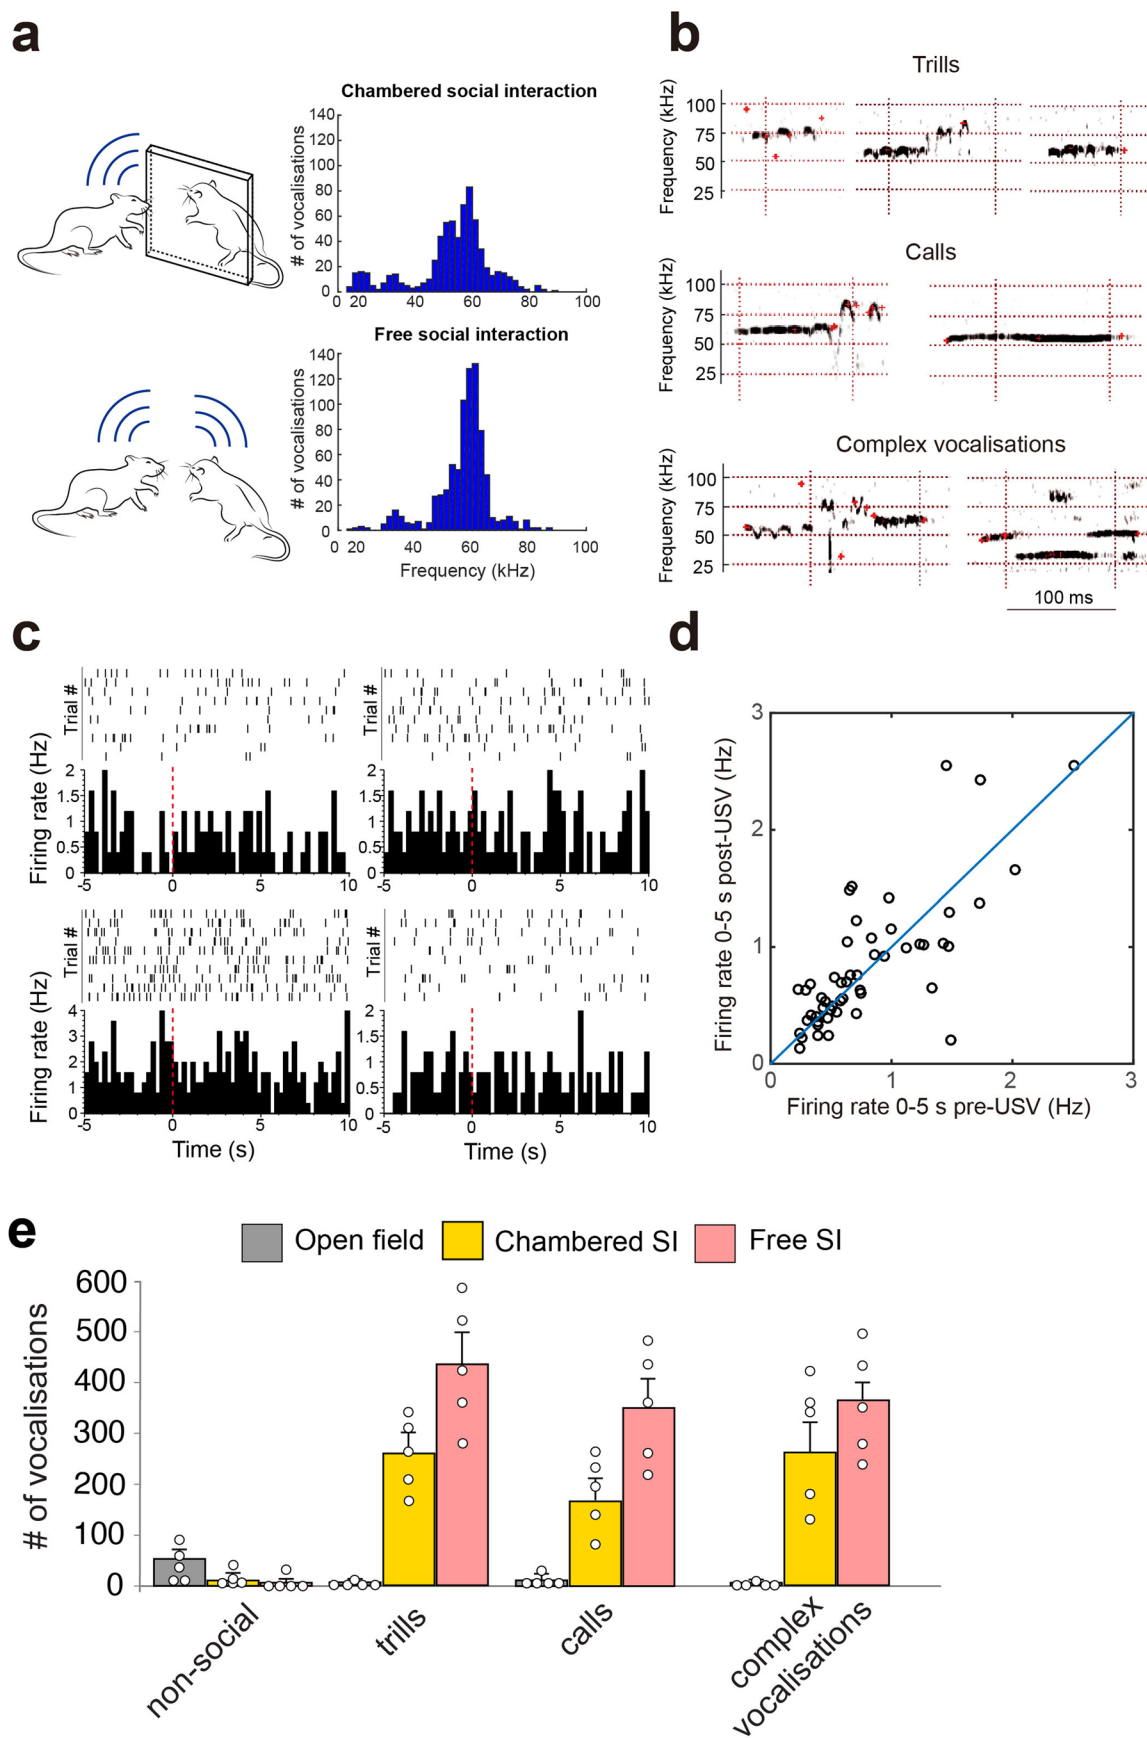 a
Chambered social interaction
# of vocalisations
140
120
100
80
60
40
20
0
0 20 40 60 80 100
Free social interaction
# of vocalisations
140
120
100
80
60
40
20
0
0 20 40 60 80 100
Frequency (kHz)
b
Trills
Frequency (kHz)
100
75
50
25
Calls
Frequency (kHz)
100
75
50
25
Complex vocalisations
Frequency (kHz)
100
75
50
25
100 ms
c
Trial #
Trial #
Firing rate (Hz)
2
1.5
1
0.5
0
-5 0 5 10
2
1.5
1
0.5
0
-5 0 5 10
Trial #
Trial #
Firing rate (Hz)
4
3
2
1
0
-5 0 5 10
Time (s)
2
1.5
1
0.5
0
-5 0 5 10
Time (s)
d
Firing rate 0-5 s post-USV (Hz)
3
2
1
0
0 1 2 3
Firing rate 0-5 s pre-USV (Hz)
e
Open field Chambered SI Free SI
# of vocalisations
600
500
400
300
200
100
0
non-social
trills
calls
complex
vocalisations